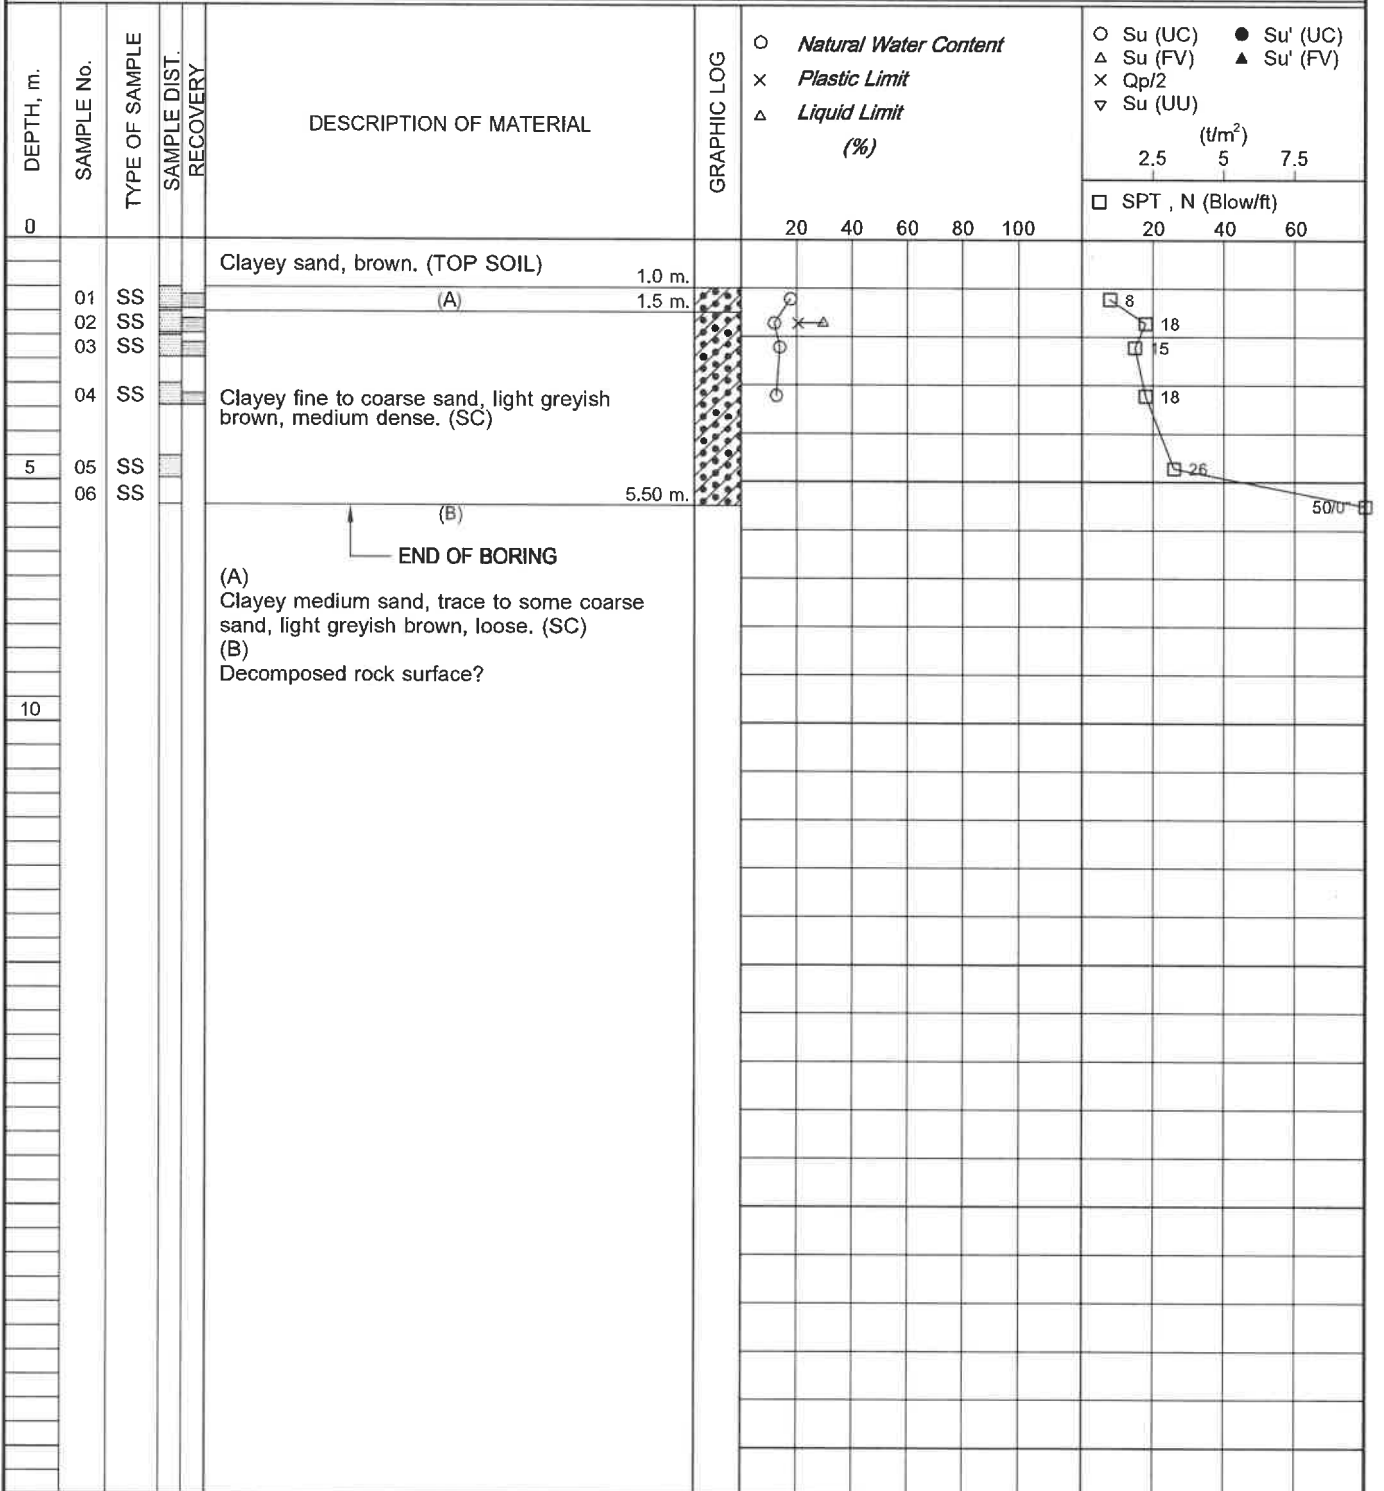 DEPTH, m.
SAMPLE No.
TYPE OF SAMPLE
SAMPLE DIST.
RECOVERY
DESCRIPTION OF MATERIAL
GRAPHIC LOG
○ Natural Water Content
× Plastic Limit
△ Liquid Limit
(%)
○ Su (UC) ● Su' (UC)
△ Su (FV) ▲ Su' (FV)
× Qp/2
▽ Su (UU)
(t/m²)
2.5 5 7.5
□ SPT , N (Blow/ft)
0
20 40 60 80 100
20 40 60
Clayey sand, brown. (TOP SOIL)
1.0 m.
01 SS (A) 1.5 m. 8
02 SS 18
03 SS 15
04 SS Clayey fine to coarse sand, light greyish 18
brown, medium dense. (SC)
5 05 SS 26
06 SS 5.50 m.
50/0"
(B)
END OF BORING
(A)
Clayey medium sand, trace to some coarse
sand, light greyish brown, loose. (SC)
(B)
Decomposed rock surface?
10